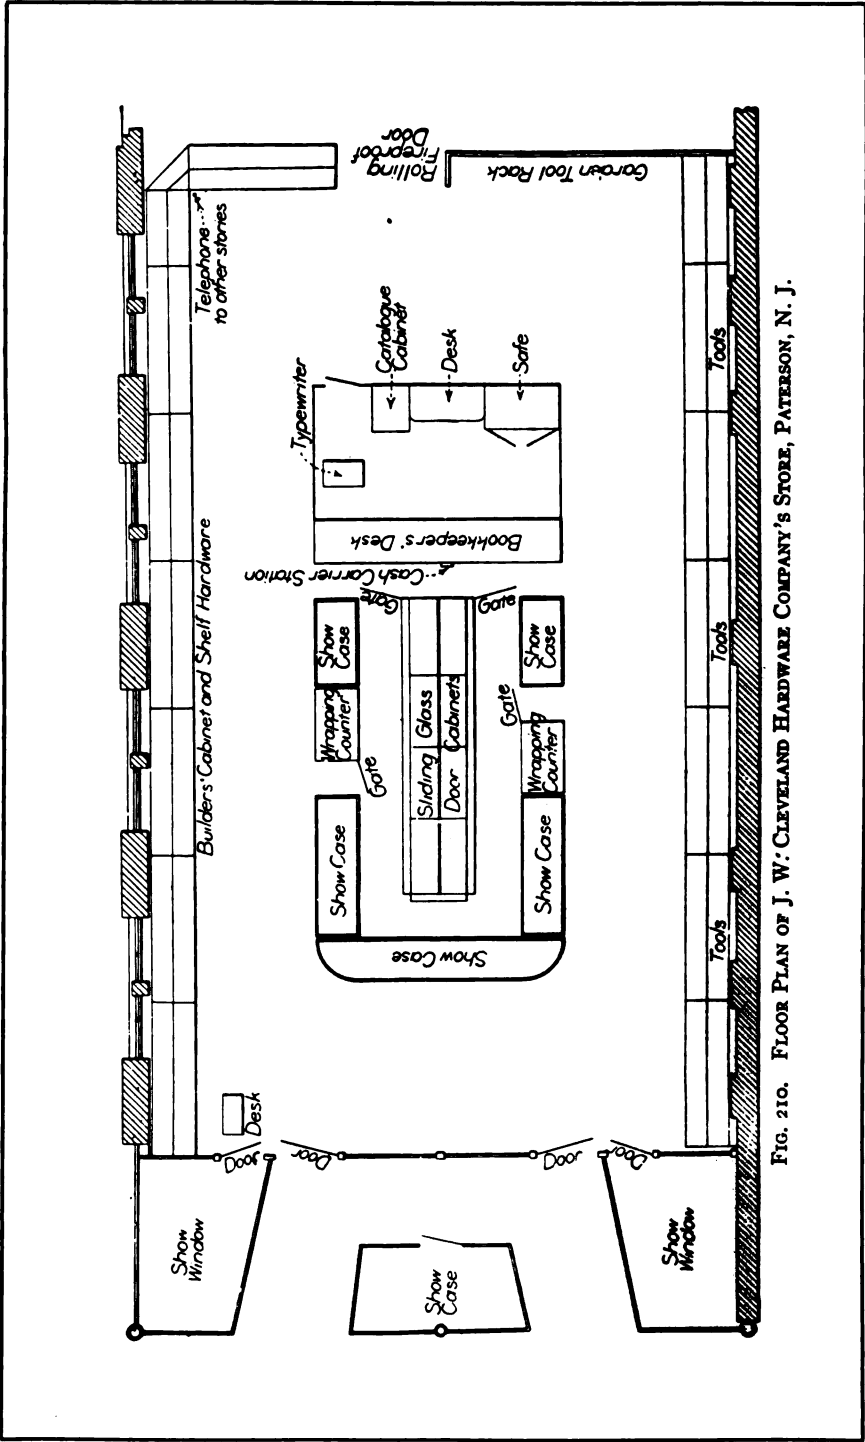 Rolling
Fireproof
Door
Garden Tool Rack
Telephone
to other stories
Builders' Cabinet and Shelf Hardware
Typewriter
Catalogue
Cabinet
Desk
Safe
Bookkeepers' Desk
Cash Carrier Station
Gate
Gate
Show
Case
Show
Case
Wrapping
Counter
Gate
Gate
Wrapping
Counter
Sliding Glass
Door Cabinets
Show Case
Show Case
Show Case
Tools
Tools
Tools
Desk
Door
Door
Door
Door
Show
Window
Show
Case
Show
Window
FIG. 210. FLOOR PLAN OF J. W. CLEVELAND HARDWARE COMPANY'S STORE, PATERSON, N. J.